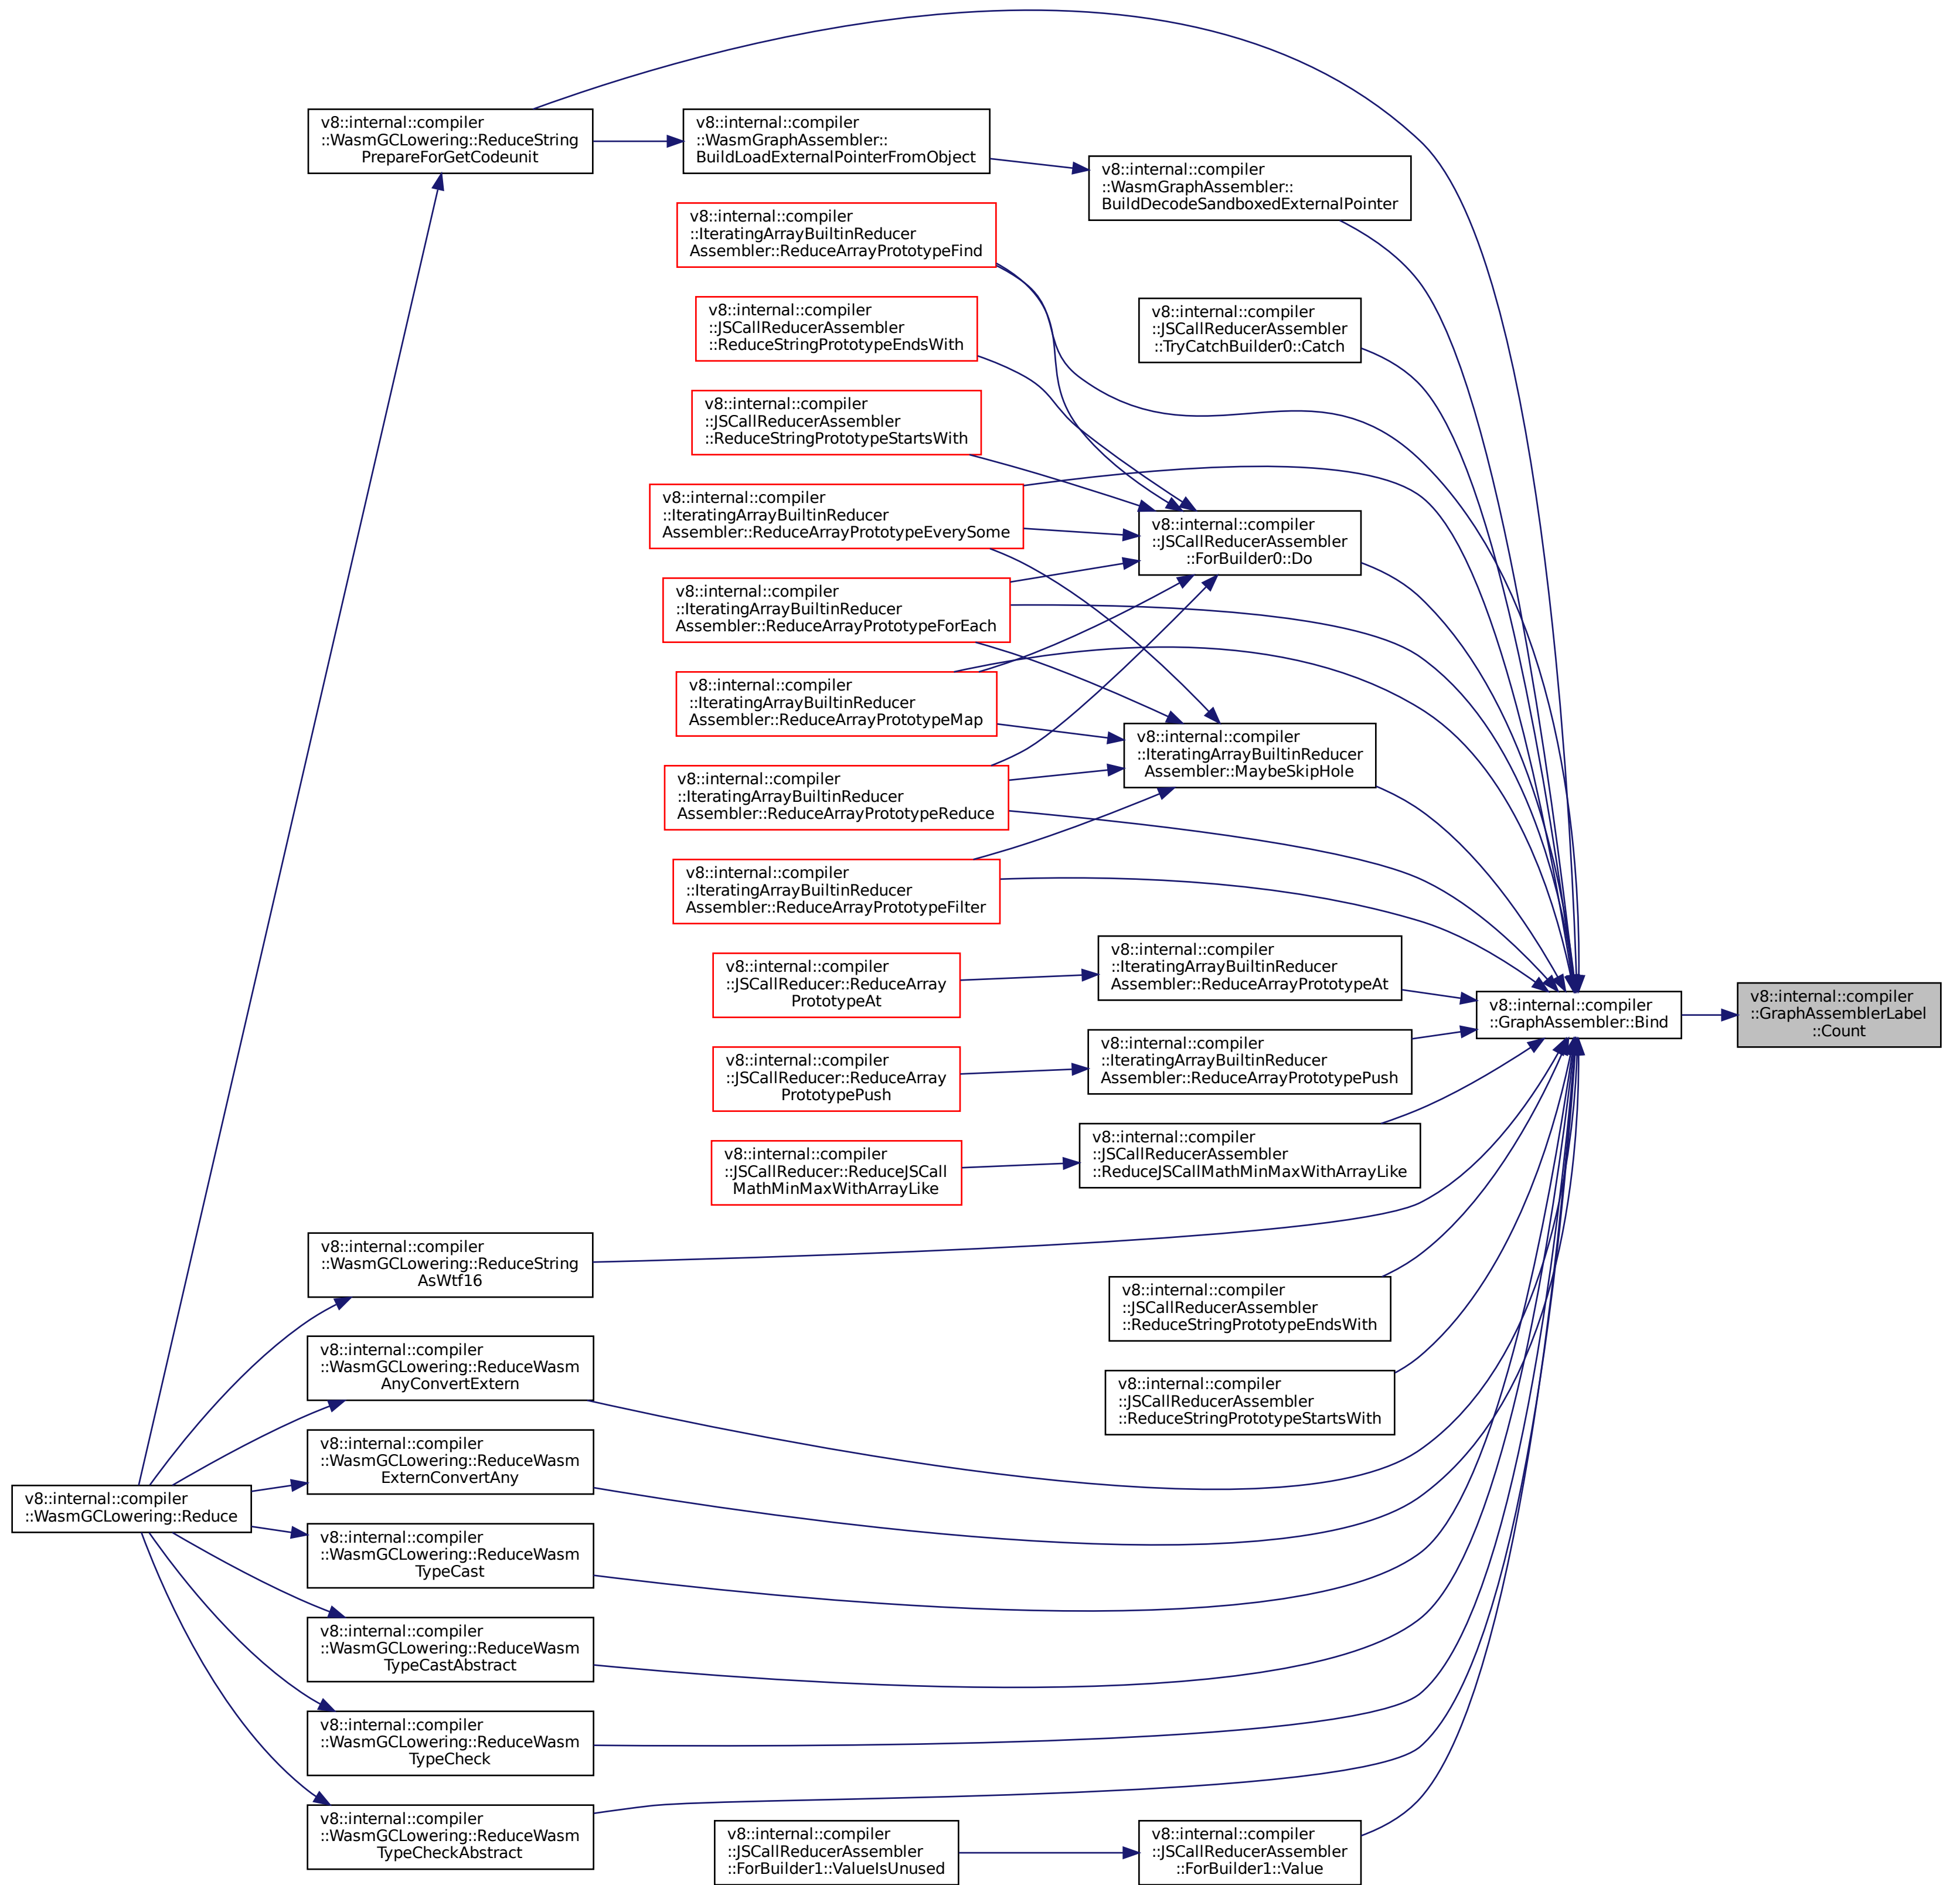 v8::internal::compiler
::WasmGCLowering::ReduceString
PrepareForGetCodeunit
v8::internal::compiler
::WasmGraphAssembler::
BuildLoadExternalPointerFromObject
v8::internal::compiler
::WasmGraphAssembler::
BuildDecodeSandboxedExternalPointer
v8::internal::compiler
::IteratingArrayBuiltinReducer
Assembler::ReduceArrayPrototypeFind
v8::internal::compiler
::JSCallReducerAssembler
::ReduceStringPrototypeEndsWith
v8::internal::compiler
::JSCallReducerAssembler
::TryCatchBuilder0::Catch
v8::internal::compiler
::JSCallReducerAssembler
::ReduceStringPrototypeStartsWith
v8::internal::compiler
::IteratingArrayBuiltinReducer
Assembler::ReduceArrayPrototypeEverySome
v8::internal::compiler
::JSCallReducerAssembler
::ForBuilder0::Do
v8::internal::compiler
::IteratingArrayBuiltinReducer
Assembler::ReduceArrayPrototypeForEach
v8::internal::compiler
::IteratingArrayBuiltinReducer
Assembler::ReduceArrayPrototypeMap
v8::internal::compiler
::IteratingArrayBuiltinReducer
Assembler::MaybeSkipHole
v8::internal::compiler
::IteratingArrayBuiltinReducer
Assembler::ReduceArrayPrototypeReduce
v8::internal::compiler
::IteratingArrayBuiltinReducer
Assembler::ReduceArrayPrototypeFilter
v8::internal::compiler
::JSCallReducer::ReduceArray
PrototypeAt
v8::internal::compiler
::IteratingArrayBuiltinReducer
Assembler::ReduceArrayPrototypeAt
v8::internal::compiler
::GraphAssembler::Bind
v8::internal::compiler
::GraphAssemblerLabel
::Count
v8::internal::compiler
::JSCallReducer::ReduceArray
PrototypePush
v8::internal::compiler
::IteratingArrayBuiltinReducer
Assembler::ReduceArrayPrototypePush
v8::internal::compiler
::JSCallReducer::ReduceJSCall
MathMinMaxWithArrayLike
v8::internal::compiler
::JSCallReducerAssembler
::ReduceJSCallMathMinMaxWithArrayLike
v8::internal::compiler
::WasmGCLowering::ReduceString
AsWtf16
v8::internal::compiler
::JSCallReducerAssembler
::ReduceStringPrototypeEndsWith
v8::internal::compiler
::WasmGCLowering::ReduceWasm
AnyConvertExtern
v8::internal::compiler
::JSCallReducerAssembler
::ReduceStringPrototypeStartsWith
v8::internal::compiler
::WasmGCLowering::ReduceWasm
ExternConvertAny
v8::internal::compiler
::WasmGCLowering::Reduce
v8::internal::compiler
::WasmGCLowering::ReduceWasm
TypeCast
v8::internal::compiler
::WasmGCLowering::ReduceWasm
TypeCastAbstract
v8::internal::compiler
::WasmGCLowering::ReduceWasm
TypeCheck
v8::internal::compiler
::WasmGCLowering::ReduceWasm
TypeCheckAbstract
v8::internal::compiler
::JSCallReducerAssembler
::ForBuilder1::ValueIsUnused
v8::internal::compiler
::JSCallReducerAssembler
::ForBuilder1::Value